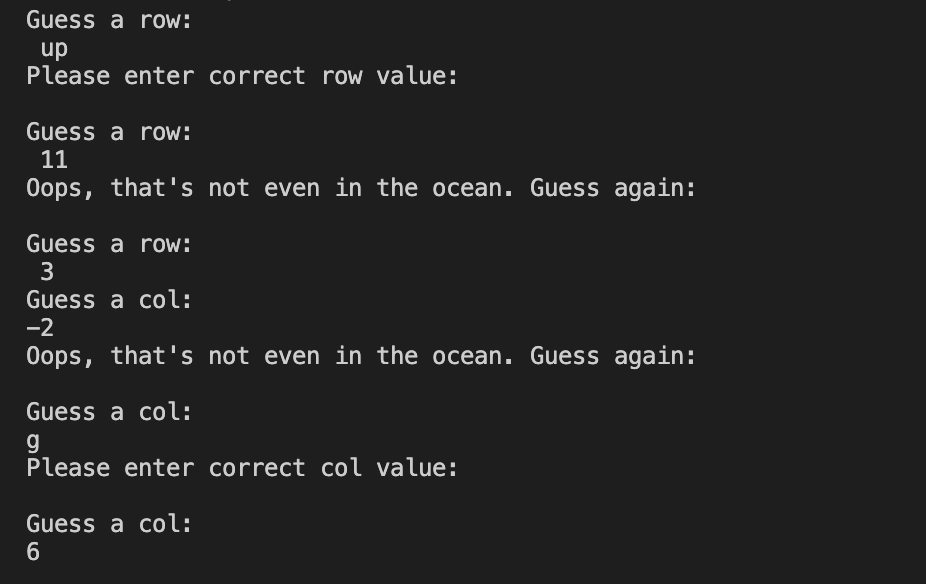 Guess a row:
 up
Please enter correct row value:

Guess a row:
 11
Oops, that's not even in the ocean. Guess again:

Guess a row:
 3
Guess a col:
-2
Oops, that's not even in the ocean. Guess again:

Guess a col:
g
Please enter correct col value:

Guess a col:
6